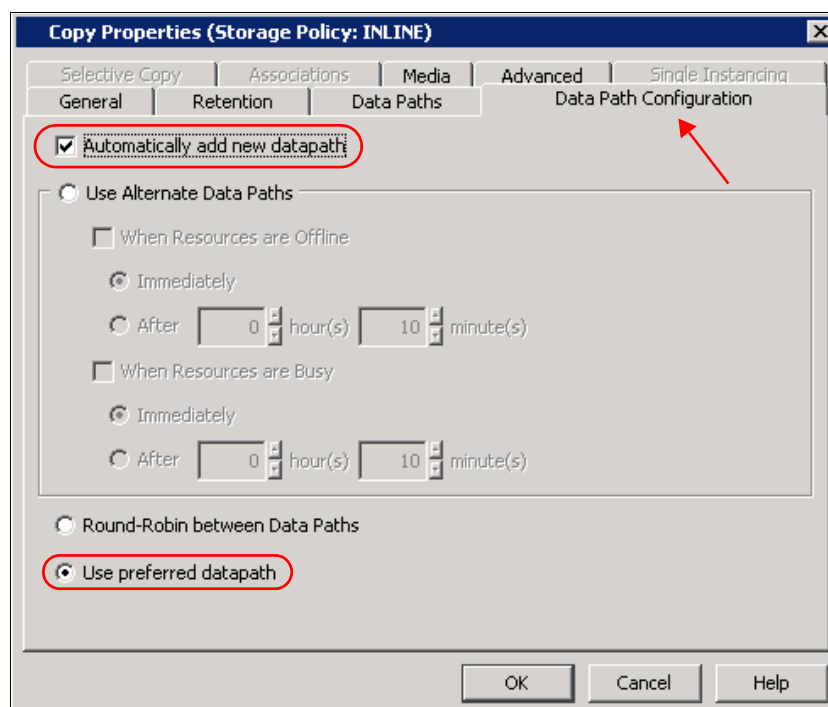 Copy Properties (Storage Policy: INLINE)
Selective Copy Associations Media Advanced Single Instancing
General Retention Data Paths Data Path Configuration
Automatically add new datapath
Use Alternate Data Paths
When Resources are Offline
Immediately
After 0 hour(s) 10 minute(s)
When Resources are Busy
Immediately
After 0 hour(s) 10 minute(s)
Round-Robin between Data Paths
Use preferred datapath
OK Cancel Help